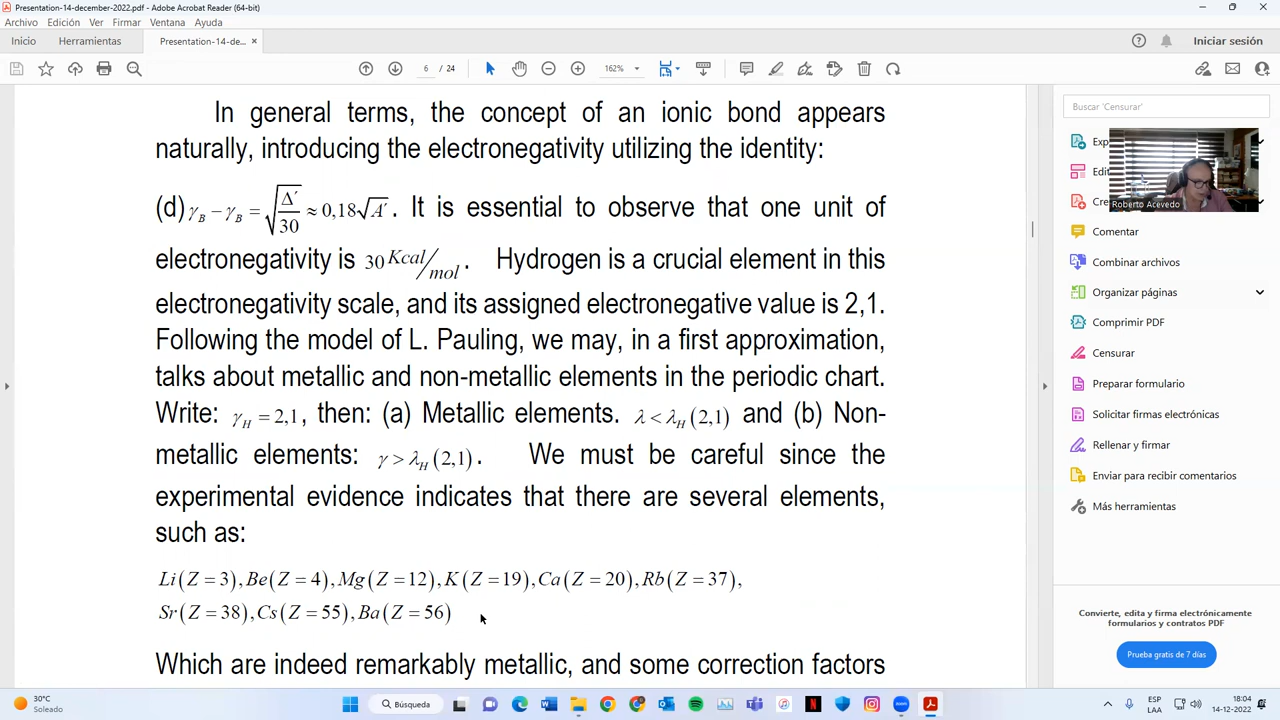 Presentation-14-december-2022.pdf - Adobe Acrobat Reader (64-bit)
Archivo Edición Ver Firmar Ventana Ayuda
Inicio Herramientas Presentation-14-de... × Iniciar sesión
6 / 24 162%
In general terms, the concept of an ionic bond appears
naturally, introducing the electronegativity utilizing the identity:
(d) γ_B − γ_B = √(Δ´/30) ≈ 0,18√Δ´ . It is essential to observe that one unit of
electronegativity is 30 Kcal/mol . Hydrogen is a crucial element in this
electronegativity scale, and its assigned electronegative value is 2,1.
Following the model of L. Pauling, we may, in a first approximation,
talks about metallic and non-metallic elements in the periodic chart.
Write: γ_H = 2,1 , then: (a) Metallic elements. λ < λ_H (2,1) and (b) Non-
metallic elements: γ > λ_H (2,1) . We must be careful since the
experimental evidence indicates that there are several elements,
such as:
Li(Z = 3), Be(Z = 4), Mg(Z = 12), K(Z = 19), Ca(Z = 20), Rb(Z = 37),
Sr(Z = 38), Cs(Z = 55), Ba(Z = 56)
Which are indeed remarkably metallic, and some correction factors
Buscar 'Censurar'
Roberto Acevedo
Comentar
Combinar archivos
Organizar páginas
Comprimir PDF
Censurar
Preparar formulario
Solicitar firmas electrónicas
Rellenar y firmar
Enviar para recibir comentarios
Más herramientas
Convierte, edita y firma electrónicamente
formularios y contratos PDF
Prueba gratis de 7 días
30°C
Soleado
Búsqueda
ESP
LAA
18:04
14-12-2022